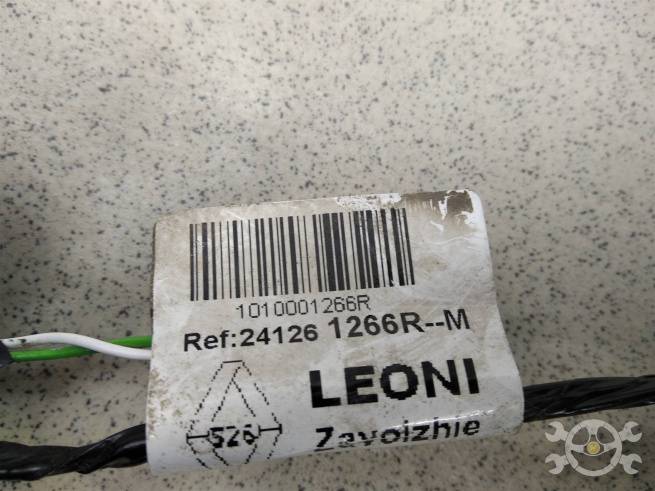 1010001266R
Ref:24126 1266R--M
LEONI
526
Zavolzhie